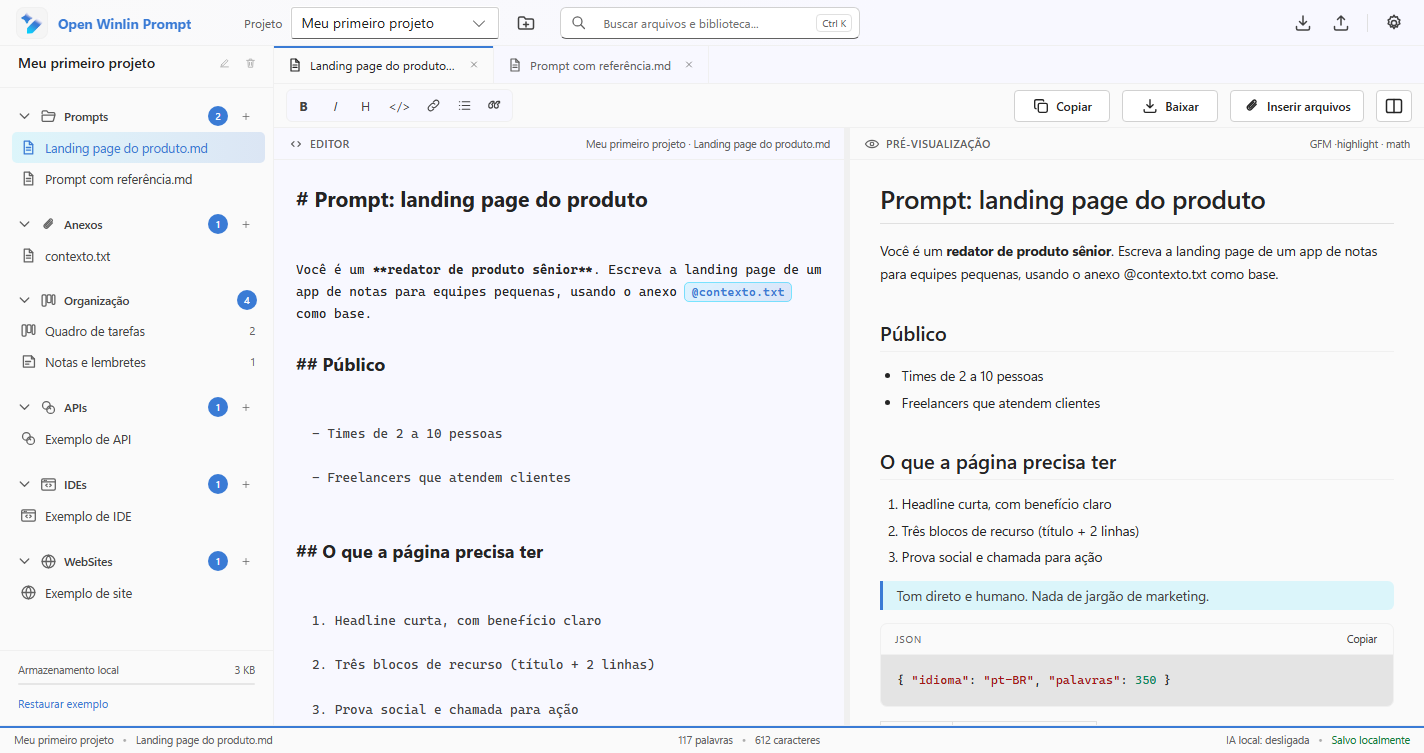 Open Winlin Prompt
Projeto
Meu primeiro projeto
Buscar arquivos e biblioteca...
Ctrl K
Meu primeiro projeto
Prompts
2
Landing page do produto.md
Prompt com referência.md
Anexos
1
contexto.txt
Organização
4
Quadro de tarefas
2
Notas e lembretes
1
APIs
1
Exemplo de API
IDEs
1
Exemplo de IDE
WebSites
1
Exemplo de site
Armazenamento local
3 KB
Restaurar exemplo
Landing page do produto...
Prompt com referência.md
B I H </>
Copiar
Baixar
Inserir arquivos
EDITOR
Meu primeiro projeto · Landing page do produto.md
# Prompt: landing page do produto
Você é um **redator de produto sênior**. Escreva a landing page de um
app de notas para equipes pequenas, usando o anexo @contexto.txt
como base.
## Público
- Times de 2 a 10 pessoas
- Freelancers que atendem clientes
## O que a página precisa ter
1. Headline curta, com benefício claro
2. Três blocos de recurso (título + 2 linhas)
3. Prova social e chamada para ação
PRÉ-VISUALIZAÇÃO
GFM ·highlight · math
Prompt: landing page do produto
Você é um redator de produto sênior. Escreva a landing page de um app de notas
para equipes pequenas, usando o anexo @contexto.txt como base.
Público
• Times de 2 a 10 pessoas
• Freelancers que atendem clientes
O que a página precisa ter
1. Headline curta, com benefício claro
2. Três blocos de recurso (título + 2 linhas)
3. Prova social e chamada para ação
Tom direto e humano. Nada de jargão de marketing.
JSON
Copiar
{ "idioma": "pt-BR", "palavras": 350 }
Meu primeiro projeto • Landing page do produto.md
117 palavras • 612 caracteres
IA local: desligada • Salvo localmente